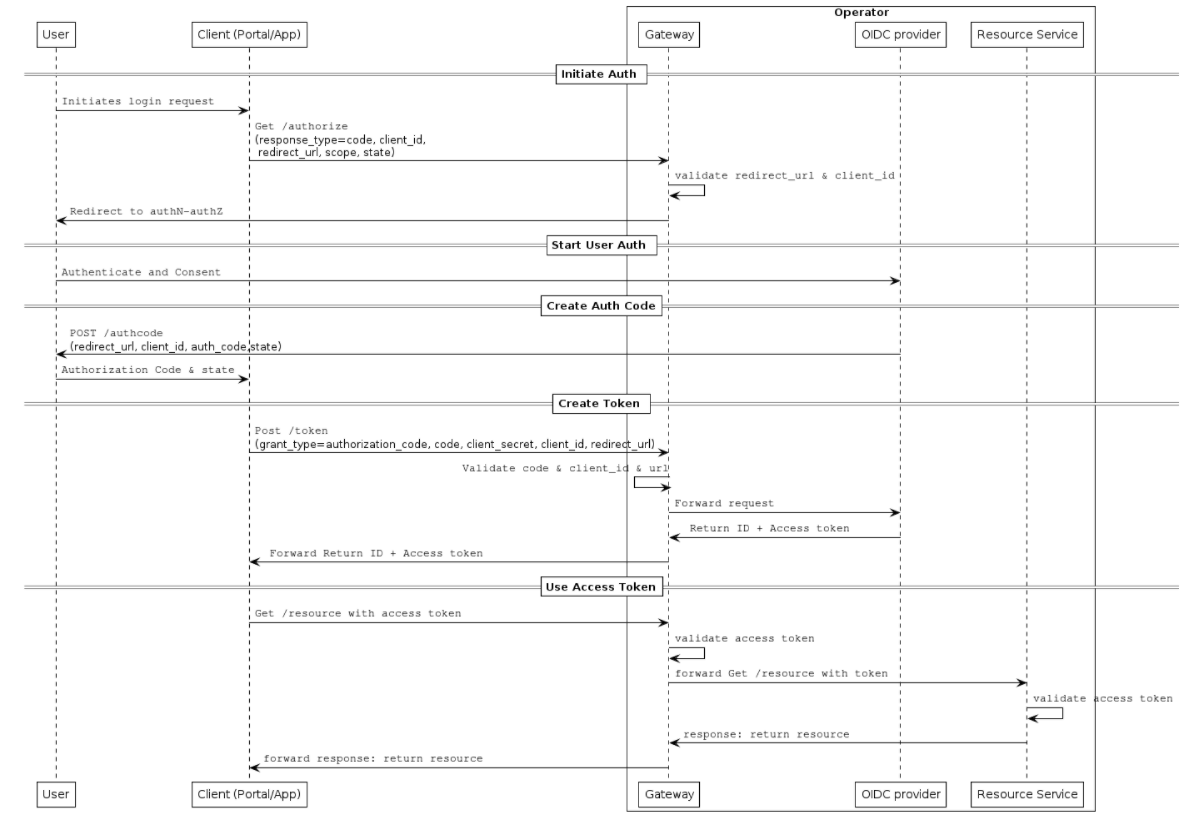 Operator
User
Client (Portal/App)
Gateway
OIDC provider
Resource Service
Initiate Auth
Initiates login request
Get /authorize
(response_type=code, client_id,
redirect_url, scope, state)
validate redirect_url & client_id
Redirect to authN-authZ
Start User Auth
Authenticate and Consent
Create Auth Code
POST /authcode
(redirect_url, client_id, auth_code,state)
Authorization Code & state
Create Token
Post /token
(grant_type=authorization_code, code, client_secret, client_id, redirect_url)
Validate code & client_id & url
Forward request
Return ID + Access token
Forward Return ID + Access token
Use Access Token
Get /resource with access token
validate access token
forward Get /resource with token
validate access token
response: return resource
forward response: return resource
User
Client (Portal/App)
Gateway
OIDC provider
Resource Service